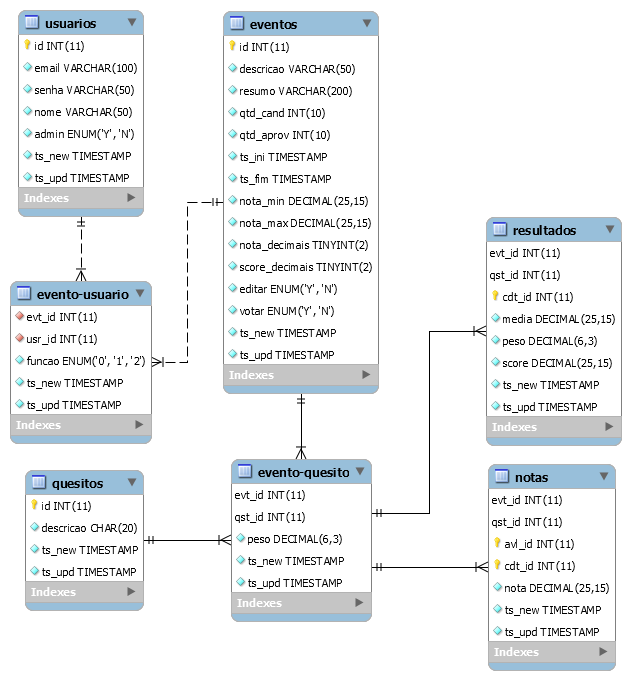 usuarios
id INT(11)
email VARCHAR(100)
senha VARCHAR(50)
nome VARCHAR(50)
admin ENUM('Y', 'N')
ts_new TIMESTAMP
ts_upd TIMESTAMP
Indexes
eventos
id INT(11)
descricao VARCHAR(50)
resumo VARCHAR(200)
qtd_cand INT(10)
qtd_aprov INT(10)
ts_ini TIMESTAMP
ts_fim TIMESTAMP
nota_min DECIMAL(25,15)
nota_max DECIMAL(25,15)
nota_decimais TINYINT(2)
score_decimais TINYINT(2)
editar ENUM('Y', 'N')
votar ENUM('Y', 'N')
ts_new TIMESTAMP
ts_upd TIMESTAMP
Indexes
evento-usuario
evt_id INT(11)
usr_id INT(11)
funcao ENUM('0', '1', '2')
ts_new TIMESTAMP
ts_upd TIMESTAMP
Indexes
resultados
evt_id INT(11)
qst_id INT(11)
cdt_id INT(11)
media DECIMAL(25,15)
peso DECIMAL(6,3)
score DECIMAL(25,15)
ts_new TIMESTAMP
ts_upd TIMESTAMP
Indexes
quesitos
id INT(11)
descricao CHAR(20)
ts_new TIMESTAMP
ts_upd TIMESTAMP
Indexes
evento-quesito
evt_id INT(11)
qst_id INT(11)
peso DECIMAL(6,3)
ts_new TIMESTAMP
ts_upd TIMESTAMP
Indexes
notas
evt_id INT(11)
qst_id INT(11)
avl_id INT(11)
cdt_id INT(11)
nota DECIMAL(25,15)
ts_new TIMESTAMP
ts_upd TIMESTAMP
Indexes